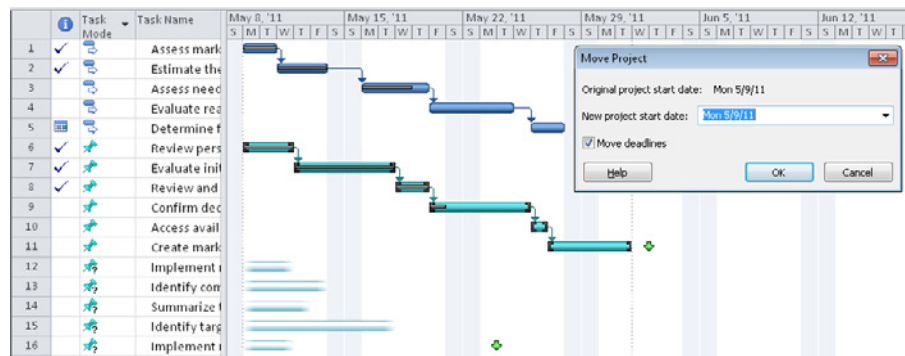 Task Mode Task Name May 8, '11 May 15, '11 May 22, '11 May 29, '11 Jun 5, '11 Jun 12, '11
S M T W T F S S M T W T F S S M T W T F S S M T W T F S S M T W T F S S M T W T
1 Assess mark
2 Estimate the
3 Assess need
4 Evaluate rea
5 Determine f
6 Review pers
7 Evaluate init
8 Review and
9 Confirm dec
10 Access avail
11 Create mark
12 Implement
13 Identify com
14 Summarize
15 Identify targ
16 Implement
Move Project
Original project start date: Mon 5/9/11
New project start date: Mon 5/9/11
Move deadlines
Help OK Cancel